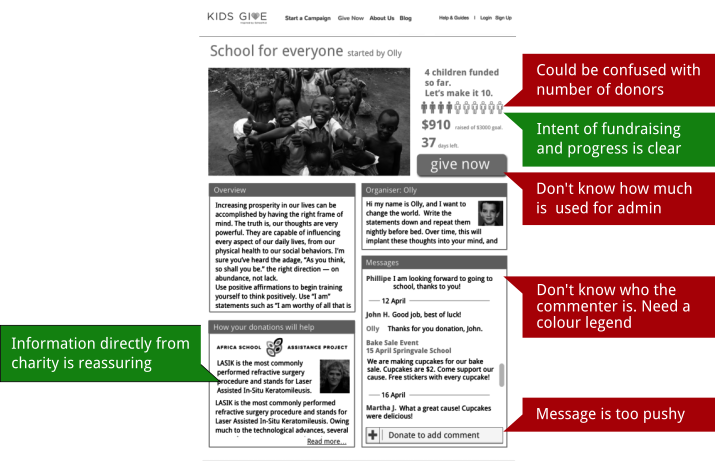 KIDS GIVE
Start a Campaign Give Now About Us Blog
Help & Guides | Login Sign Up
School for everyone started by Olly
4 children funded
so far.
Let's make it 10.
$910 raised of $3000 goal.
37 days left.
give now
Could be confused with
number of donors
Intent of fundraising
and progress is clear
Don't know how much
is used for admin
Overview
Increasing prosperity in our lives can be
accomplished by having the right frame of
mind. The truth is, our thoughts are very
powerful. They are capable of influencing
every aspect of our daily lives, from our
physical health to our social behaviors. I'm
sure you've heard the adage, "As you think,
so shall you be." the right direction — on
abundance, not lack.
Use positive affirmations to begin training
yourself to think positively. Use "I am"
statements such as "I am worthy of all that is
Organiser: Olly
Hi my name is Olly, and I want to
change the world. Write the
statements down and repeat them
nightly before bed. Over time, this will
implant these thoughts into your mind, and
Messages
Phillipe I am looking forward to going to
school, thanks to you!
12 April
John H. Good job, best of luck!
Olly Thanks for you donation, John.
Bake Sale Event
15 April Springvale School
We are making cupcakes for our bake
sale. Cupcakes are $2. Come support our
cause. Free stickers with every cupcake!
16 April
Martha J. What a great cause! Cupcakes
were delicious!
Donate to add comment
Don't know who the
commenter is. Need a
colour legend
Message is too pushy
How your donations will help
AFRICA SCHOOL ASSISTANCE PROJECT
LASIK is the most commonly
performed refractive surgery
procedure and stands for Laser
Assisted In-Situ Keratomileusis.
LASIK is the most commonly performed
refractive surgery procedure and stands for
Laser Assisted In-Situ Keratomileusis. Owing
much to the technological advances, several
Read more...
Information directly from
charity is reassuring